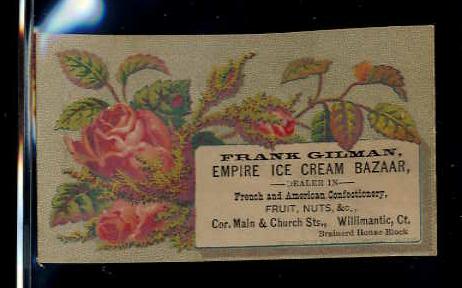 FRANK GILMAN,
EMPIRE ICE CREAM BAZAAR,
DEALER IN
French and American Confectionery,
FRUIT, NUTS, &c.,
Cor. Main & Church Sts., Willimantic, Ct.
Brainerd House Block